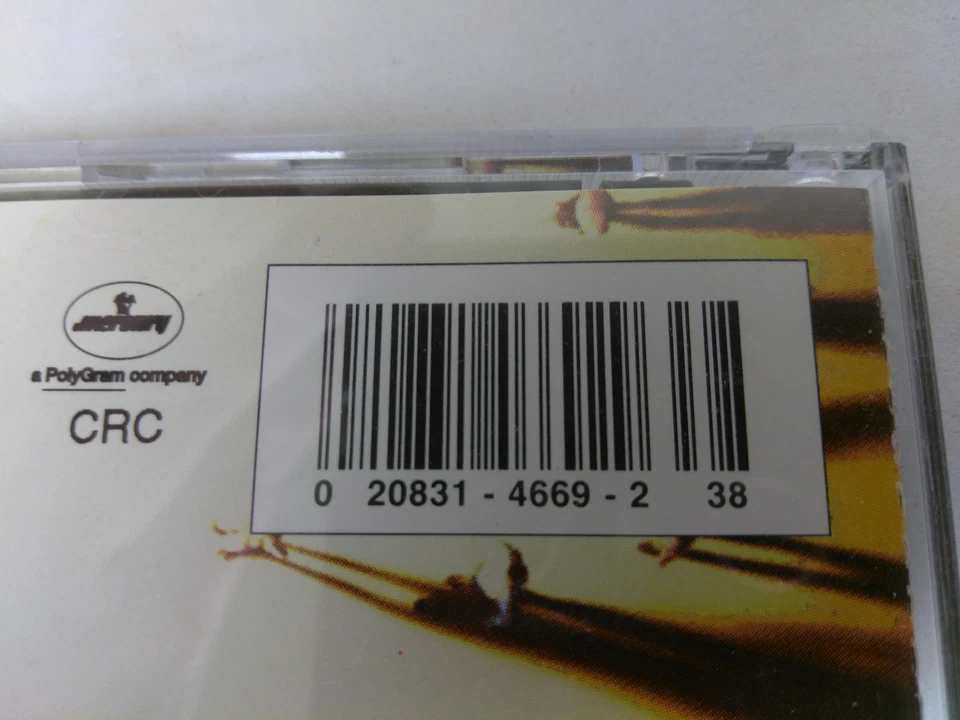 Mercury
a PolyGram company
CRC
0 20831 - 4669 - 2 38